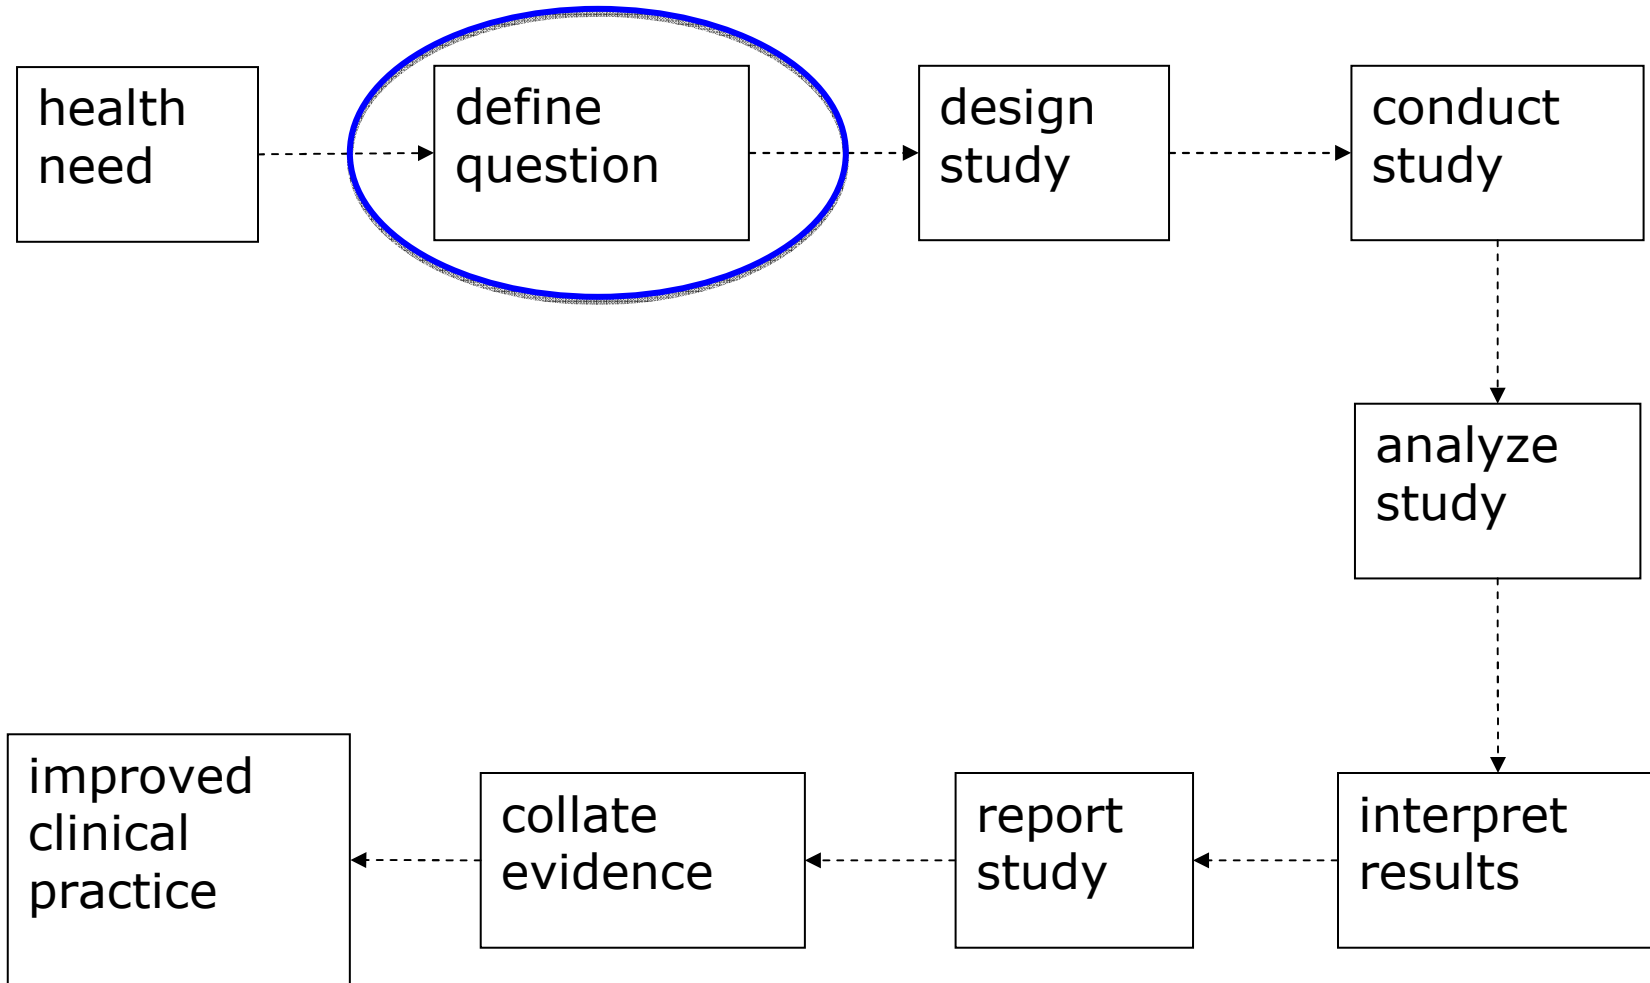 health
need
define
question
design
study
conduct
study
analyze
study
interpret
results
report
study
collate
evidence
improved
clinical
practice